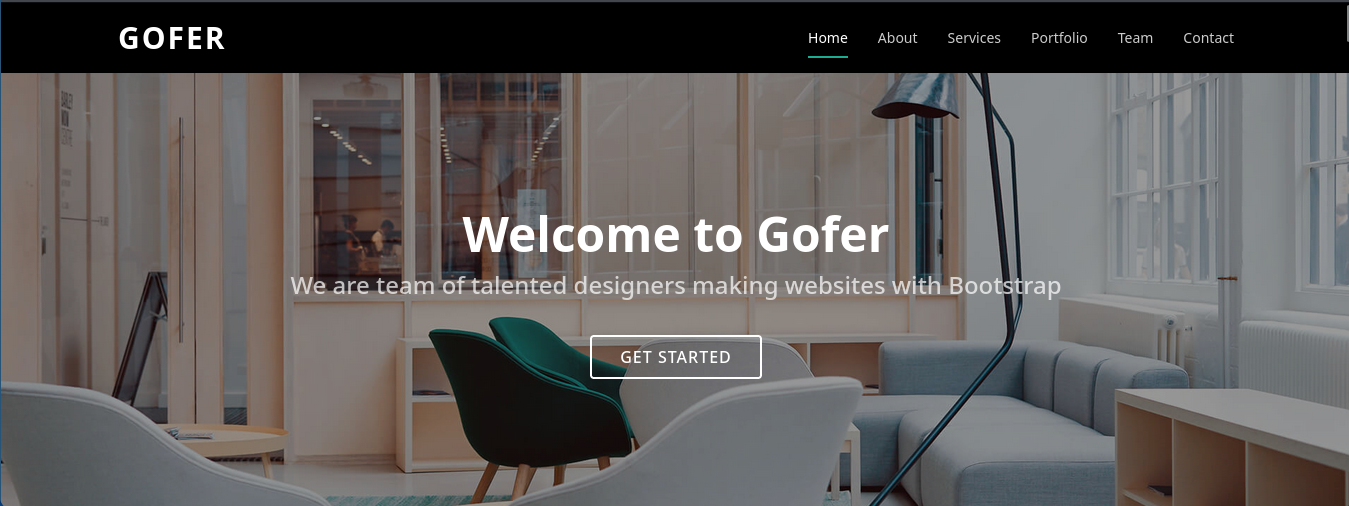 GOFER
Home About Services Portfolio Team Contact
Welcome to Gofer
We are team of talented designers making websites with Bootstrap
GET STARTED